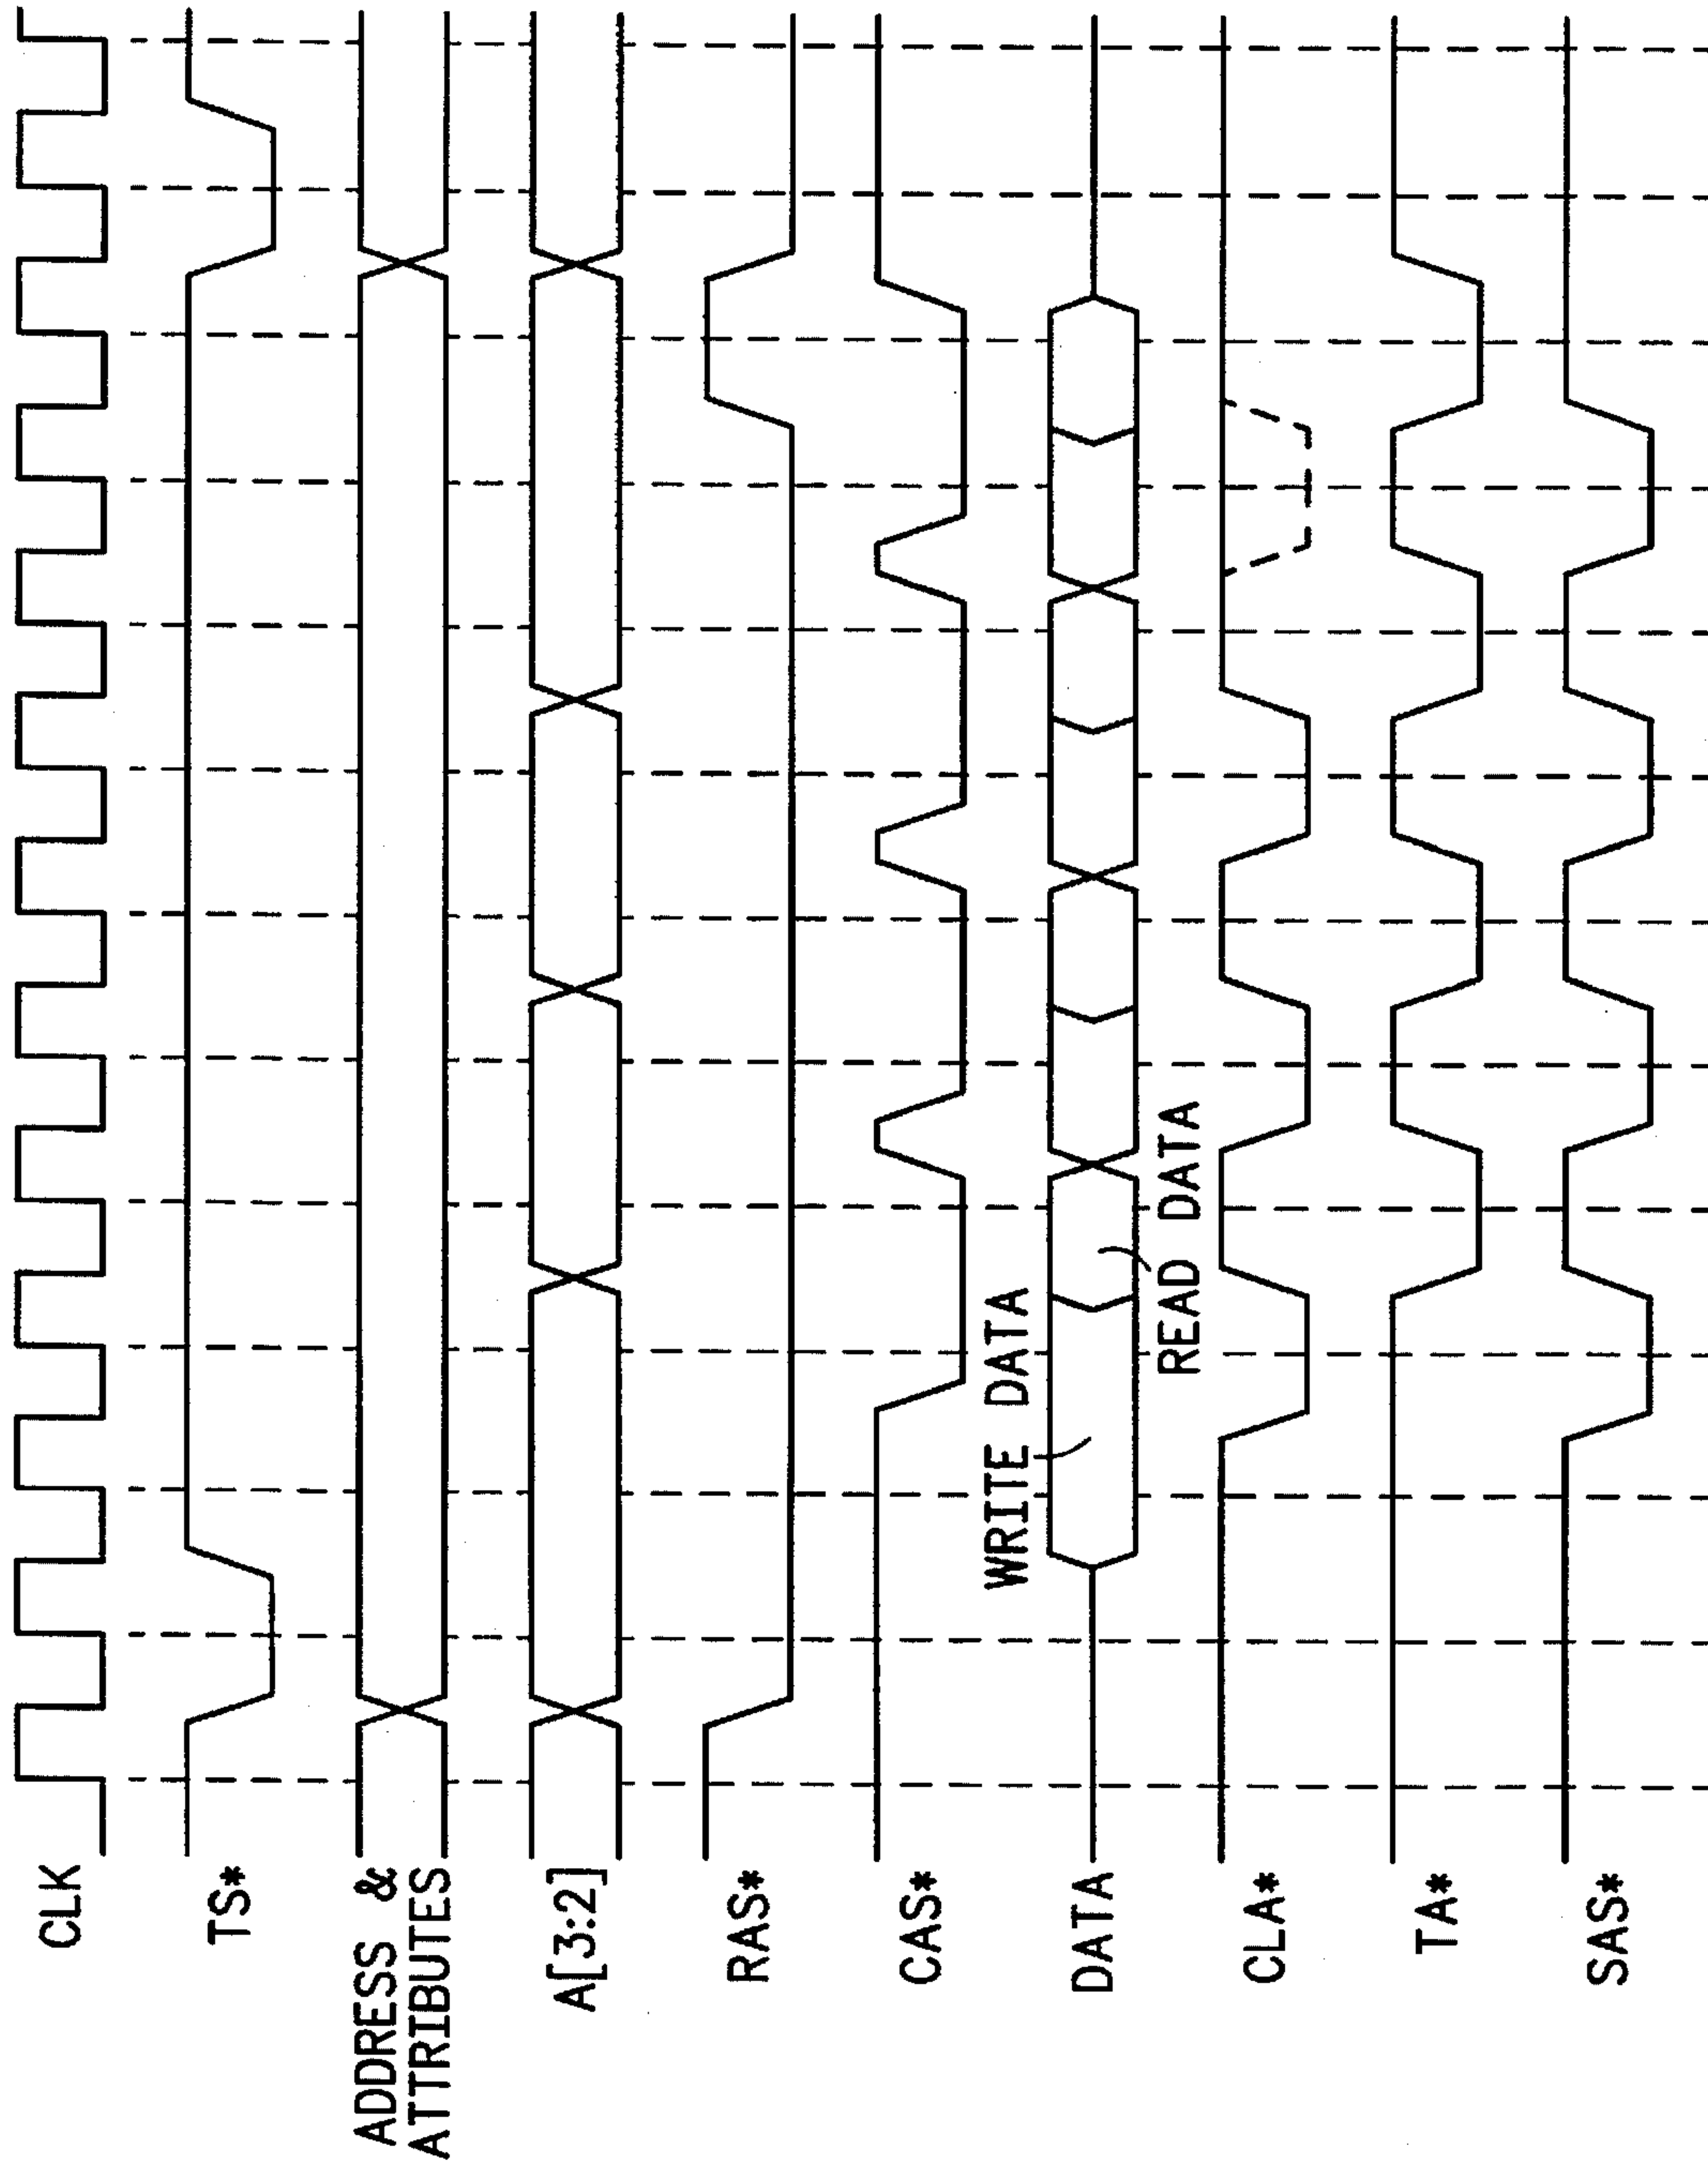 CLK
TS*
ADDRESS &
ATTRIBUTES
A[3:2]
RAS*
CAS*
WRITE DATA
DATA
READ DATA
CLA*
TA*
SAS*